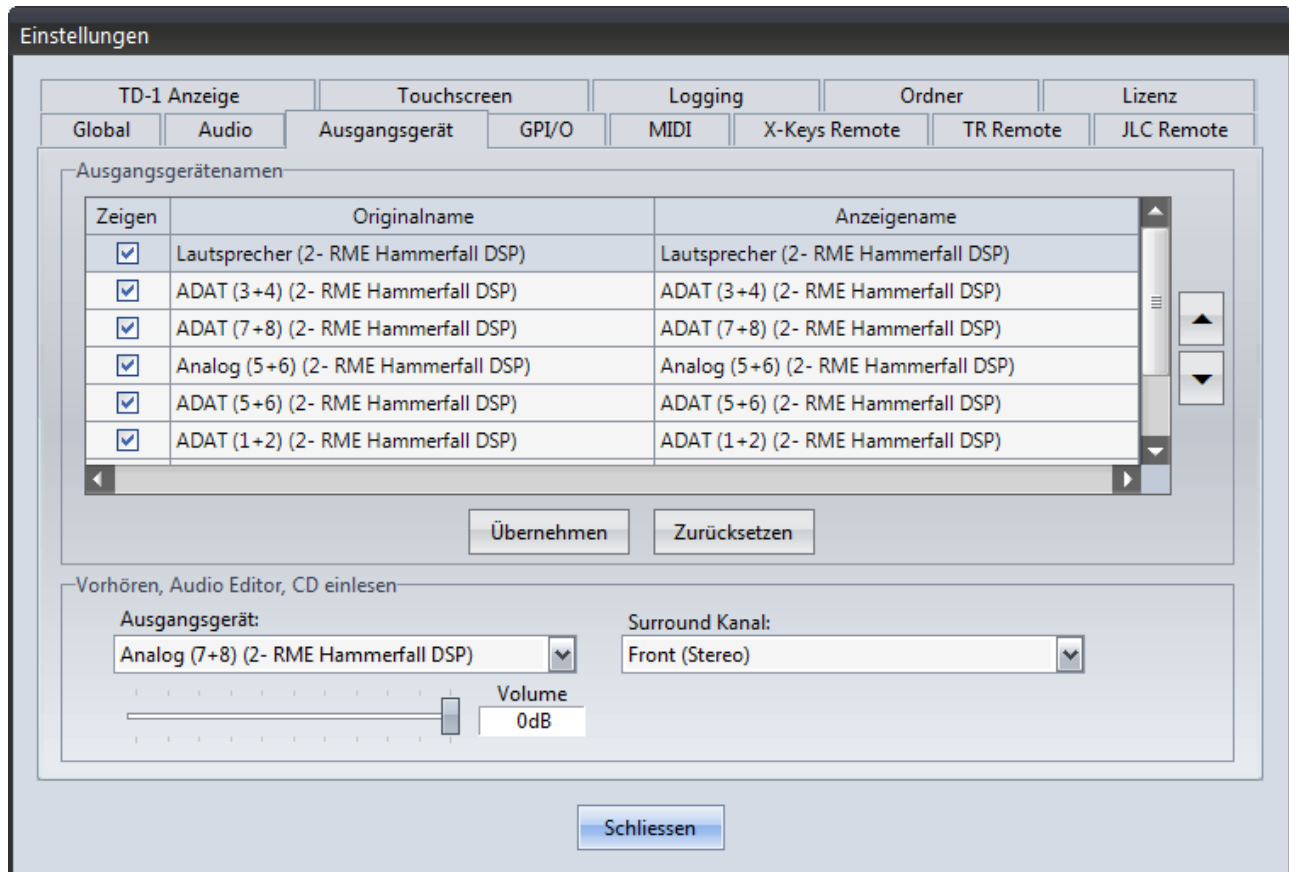 Einstellungen
TD-1 Anzeige Touchscreen Logging Ordner Lizenz
Global Audio Ausgangsgerät GPI/O MIDI X-Keys Remote TR Remote JLC Remote
Ausgangsgerätenamen
Zeigen Originalname Anzeigename
Lautsprecher (2- RME Hammerfall DSP) Lautsprecher (2- RME Hammerfall DSP)
ADAT (3+4) (2- RME Hammerfall DSP) ADAT (3+4) (2- RME Hammerfall DSP)
ADAT (7+8) (2- RME Hammerfall DSP) ADAT (7+8) (2- RME Hammerfall DSP)
Analog (5+6) (2- RME Hammerfall DSP) Analog (5+6) (2- RME Hammerfall DSP)
ADAT (5+6) (2- RME Hammerfall DSP) ADAT (5+6) (2- RME Hammerfall DSP)
ADAT (1+2) (2- RME Hammerfall DSP) ADAT (1+2) (2- RME Hammerfall DSP)
Übernehmen Zurücksetzen
Vorhören, Audio Editor, CD einlesen
Ausgangsgerät: Surround Kanal:
Analog (7+8) (2- RME Hammerfall DSP) Front (Stereo)
Volume
0dB
Schliessen